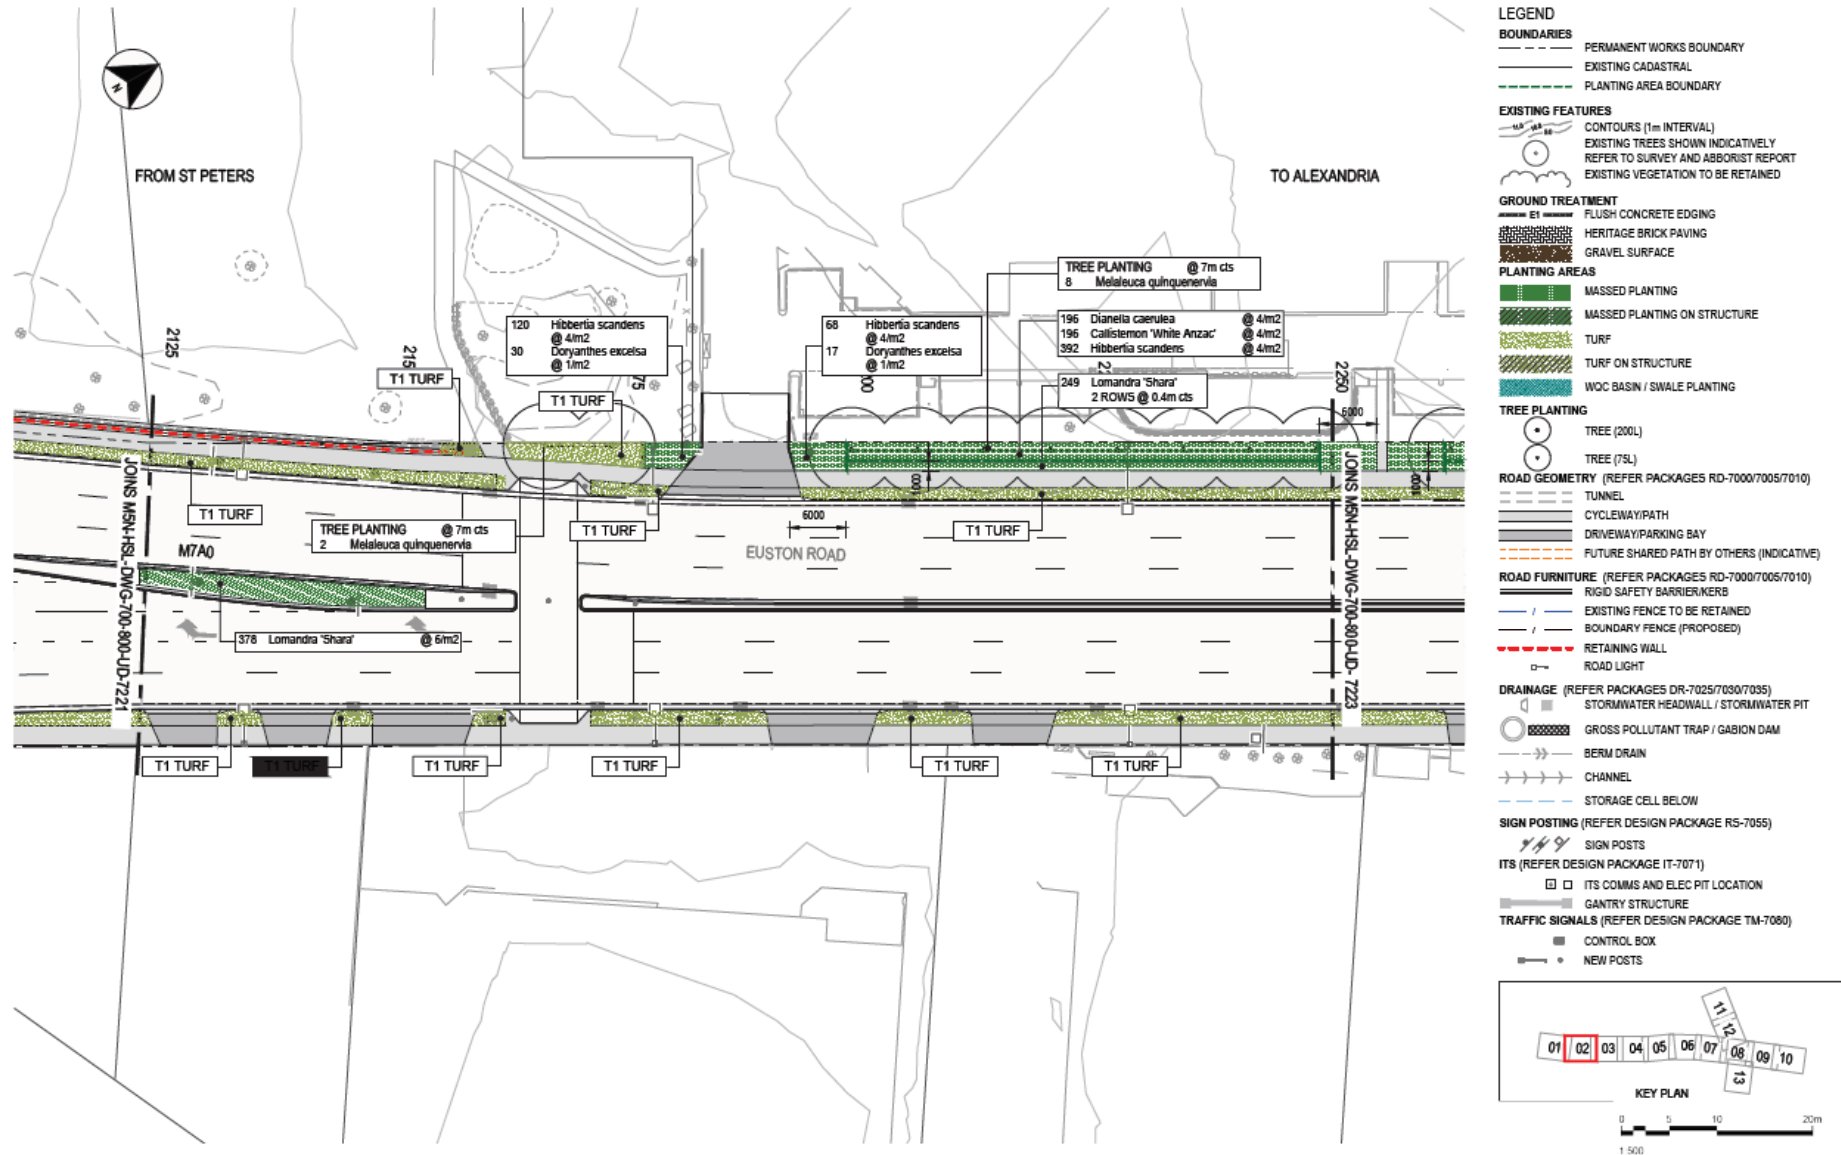 FROM ST PETERS
TO ALEXANDRIA
N
2125
215
75
2250
TREE PLANTING @ 7m cts
8 Melaleuca quinquenervia
120 Hibbertia scandens
@ 4/m2
30 Doryanthes excelsa
@ 1/m2
68 Hibbertia scandens
@ 4/m2
17 Doryanthes excelsa
@ 1/m2
196 Dianella caerulea @ 4/m2
196 Callistemon 'White Anzac' @ 4/m2
392 Hibbertia scandens @ 4/m2
249 Lomandra 'Shara'
2 ROWS @ 0.4m cts
T1 TURF
T1 TURF
6000
T1 TURF
TREE PLANTING @ 7m cts
2 Melaleuca quinquenervia
T1 TURF
6000
T1 TURF
EUSTON ROAD
M7A0
378 Lomandra 'Shara' @ 6/m2
JOINS M5N-HSL-DWG-700-800-UD-7221
JOINS M5N-HSL-DWG-700-800-UD- 7223
T1 TURF
T1 TURF
T1 TURF
T1 TURF
T1 TURF
T1 TURF
LEGEND
BOUNDARIES
PERMANENT WORKS BOUNDARY
EXISTING CADASTRAL
PLANTING AREA BOUNDARY
EXISTING FEATURES
CONTOURS (1m INTERVAL)
EXISTING TREES SHOWN INDICATIVELY
REFER TO SURVEY AND ABBORIST REPORT
EXISTING VEGETATION TO BE RETAINED
GROUND TREATMENT
E1 FLUSH CONCRETE EDGING
HERITAGE BRICK PAVING
GRAVEL SURFACE
PLANTING AREAS
MASSED PLANTING
MASSED PLANTING ON STRUCTURE
TURF
TURF ON STRUCTURE
WQC BASIN / SWALE PLANTING
TREE PLANTING
TREE (200L)
TREE (75L)
ROAD GEOMETRY (REFER PACKAGES RD-7000/7005/7010)
TUNNEL
CYCLEWAY/PATH
DRIVEWAY/PARKING BAY
FUTURE SHARED PATH BY OTHERS (INDICATIVE)
ROAD FURNITURE (REFER PACKAGES RD-7000/7005/7010)
RIGID SAFETY BARRIER/KERB
EXISTING FENCE TO BE RETAINED
BOUNDARY FENCE (PROPOSED)
RETAINING WALL
ROAD LIGHT
DRAINAGE (REFER PACKAGES DR-7025/7030/7035)
STORMWATER HEADWALL / STORMWATER PIT
GROSS POLLUTANT TRAP / GABION DAM
BERM DRAIN
CHANNEL
STORAGE CELL BELOW
SIGN POSTING (REFER DESIGN PACKAGE RS-7055)
SIGN POSTS
ITS (REFER DESIGN PACKAGE IT-7071)
ITS COMMS AND ELEC PIT LOCATION
GANTRY STRUCTURE
TRAFFIC SIGNALS (REFER DESIGN PACKAGE TM-7080)
CONTROL BOX
NEW POSTS
01 02 03 04 05 06 07 08 09 10
11
12
13
KEY PLAN
0 5 10 20m
1 500